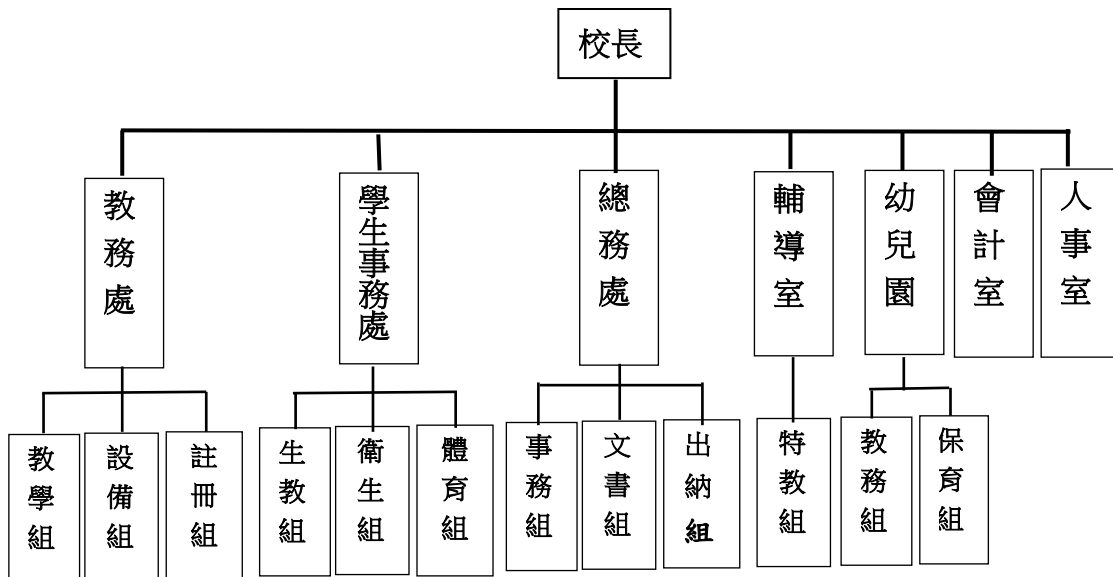 校長
教務處
學生事務處
總務處
輔導室
幼兒園
會計室
人事室
教學組
設備組
註冊組
生教組
衛生組
體育組
事務組
文書組
出納組
特教組
教務組
保育組